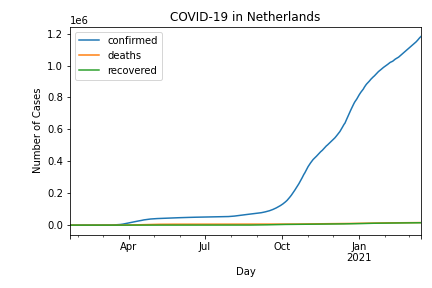 COVID-19 in Netherlands
1e6
confirmed
deaths
recovered
1.2
1.0
0.8
0.6
0.4
0.2
0.0
Number of Cases
Apr
Jul
Oct
Jan
2021
Day